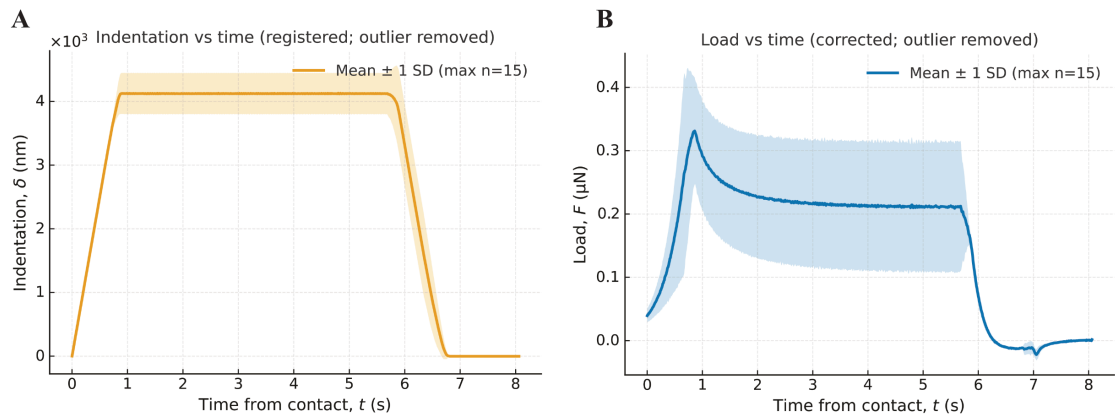 A
×10³
Indentation vs time (registered; outlier removed)
Mean ± 1 SD (max n=15)
4
3
2
1
0
Indentation, δ (nm)
0 1 2 3 4 5 6 7 8
Time from contact, t (s)
B
Load vs time (corrected; outlier removed)
Mean ± 1 SD (max n=15)
0.4
0.3
0.2
0.1
0.0
Load, F (μN)
0 1 2 3 4 5 6 7 8
Time from contact, t (s)